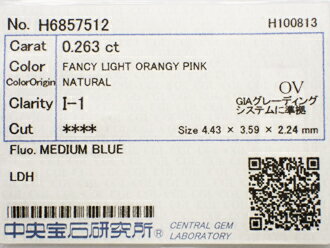 No. H6857512 H100813
Carat 0.263 ct
Color FANCY LIGHT ORANGY PINK
ColorOrigin NATURAL
Clarity I-1 OV
GIAグレーディング
システムに準拠
Cut **** Size 4.43 × 3.59 × 2.24 mm
Fluo. MEDIUM BLUE
LDH
中央宝石研究所® CENTRAL GEM
LABORATORY